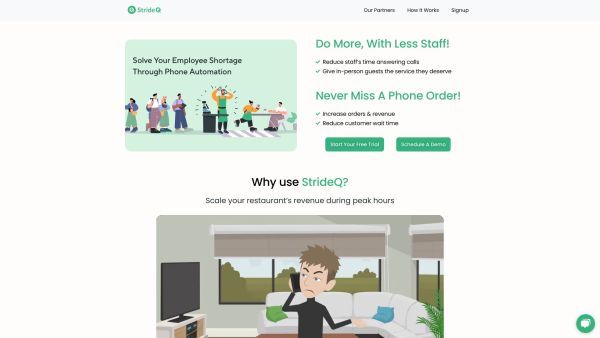 StrideQ
Our Partners
How It Works
Signup
Solve Your Employee Shortage
Through Phone Automation
Do More, With Less Staff!
Reduce staff's time answering calls
Give in-person guests the service they deserve
Never Miss A Phone Order!
Increase orders & revenue
Reduce customer wait time
Start Your Free Trial
Schedule A Demo
Why use StrideQ?
Scale your restaurant's revenue during peak hours